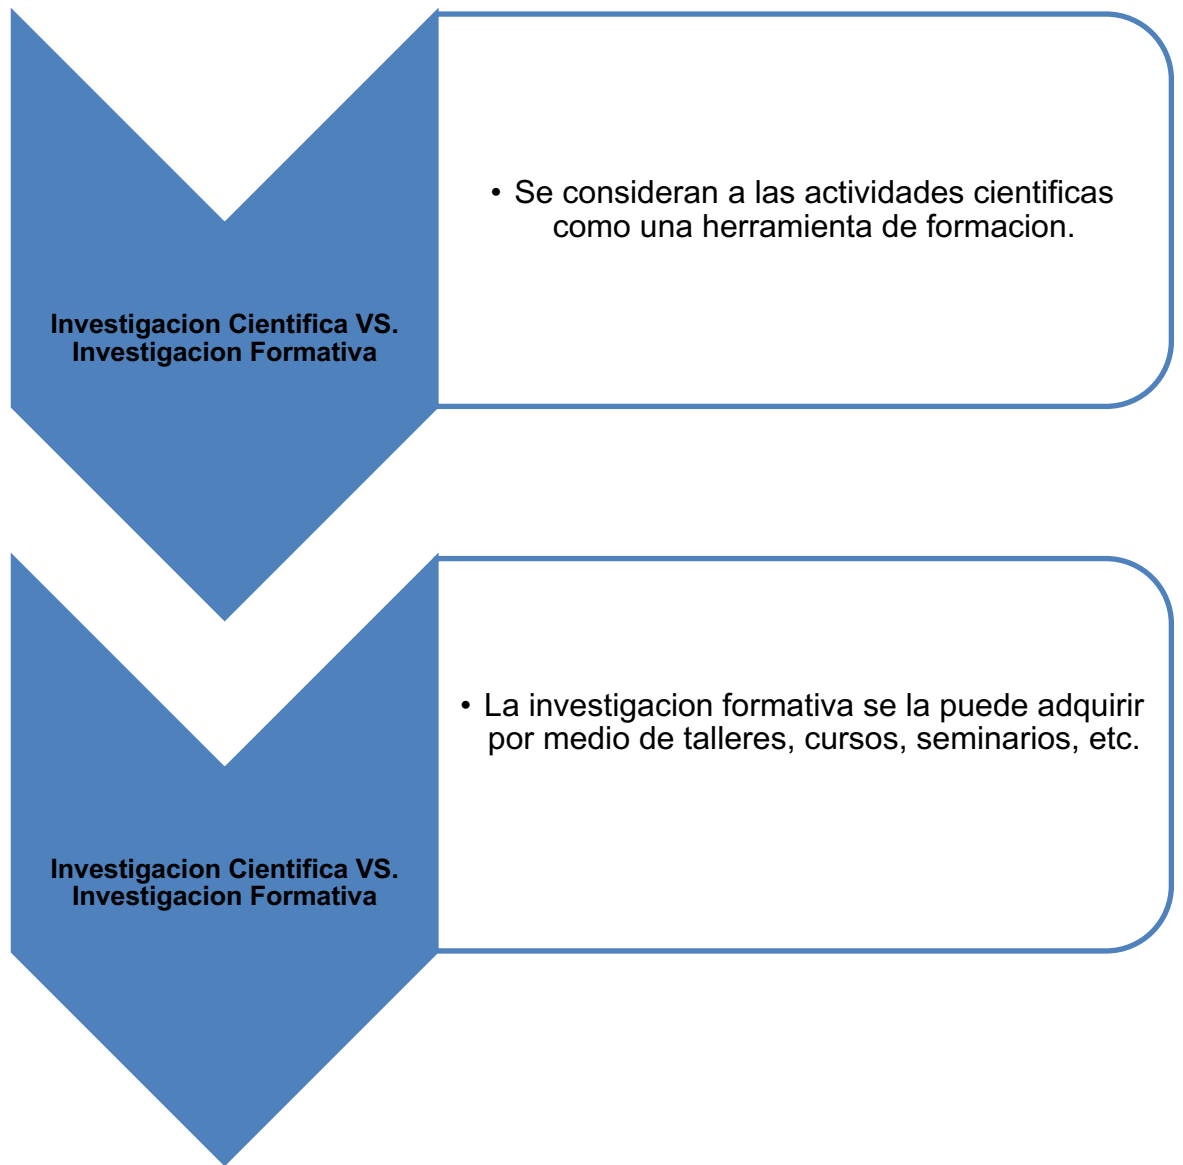 • Se consideran a las actividades cientificas
como una herramienta de formacion.
Investigacion Cientifica VS.
Investigacion Formativa
• La investigacion formativa se la puede adquirir
por medio de talleres, cursos, seminarios, etc.
Investigacion Cientifica VS.
Investigacion Formativa